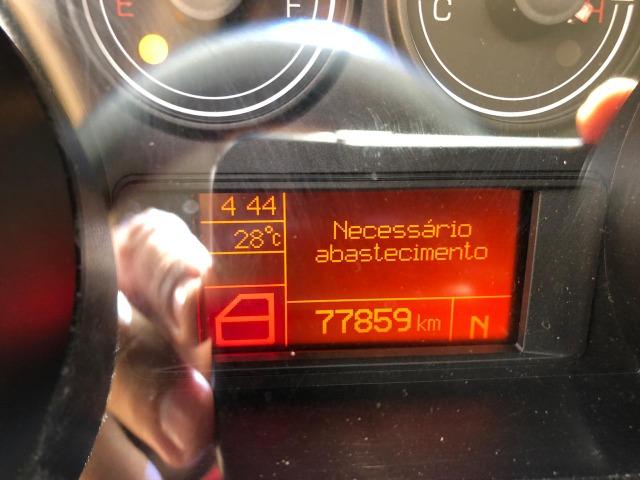 E F C H
4 44
28°C
Necessário
abastecimento
77859 km N